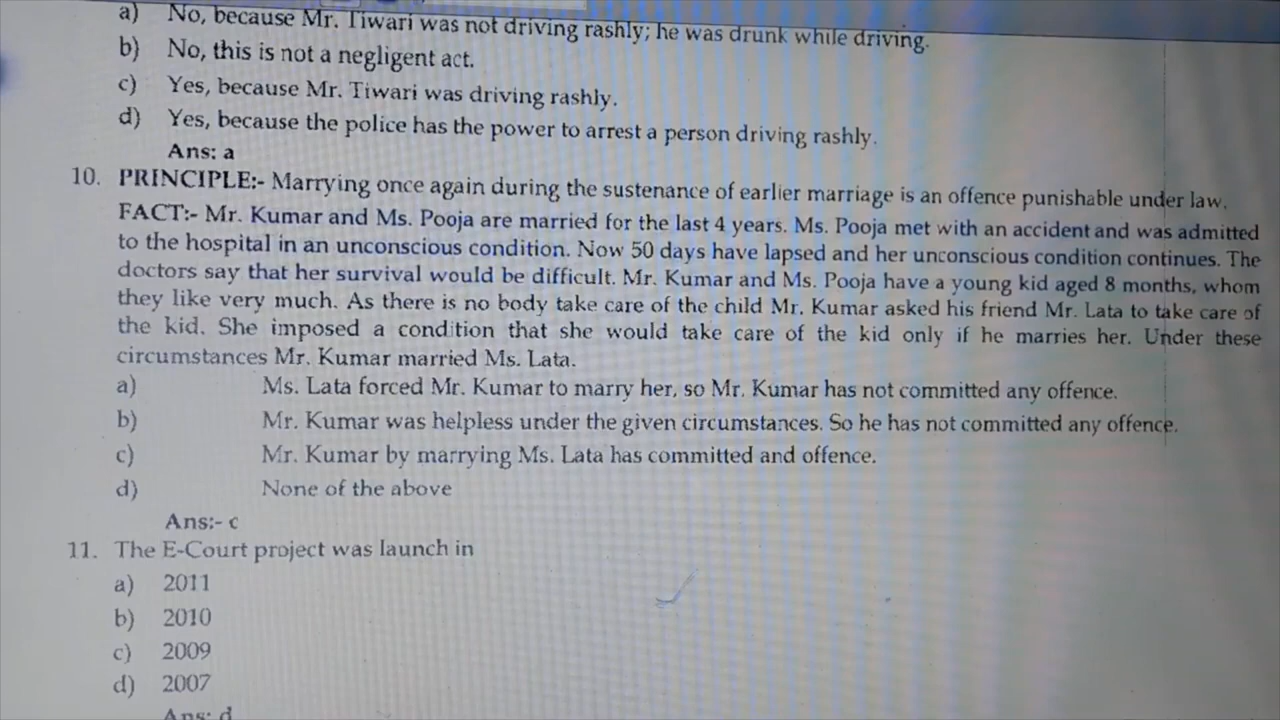 a) No, because Mr. Tiwari was not driving rashly; he was drunk while driving.
b) No, this is not a negligent act.
c) Yes, because Mr. Tiwari was driving rashly.
d) Yes, because the police has the power to arrest a person driving rashly.
Ans: a
10. PRINCIPLE:- Marrying once again during the sustenance of earlier marriage is an offence punishable under law.
FACT:- Mr. Kumar and Ms. Pooja are married for the last 4 years. Ms. Pooja met with an accident and was admitted
to the hospital in an unconscious condition. Now 50 days have lapsed and her unconscious condition continues. The
doctors say that her survival would be difficult. Mr. Kumar and Ms. Pooja have a young kid aged 8 months, whom
they like very much. As there is no body take care of the child Mr. Kumar asked his friend Mr. Lata to take care of
the kid. She imposed a condition that she would take care of the kid only if he marries her. Under these
circumstances Mr. Kumar married Ms. Lata.
a) Ms. Lata forced Mr. Kumar to marry her, so Mr. Kumar has not committed any offence.
b) Mr. Kumar was helpless under the given circumstances. So he has not committed any offence.
c) Mr. Kumar by marrying Ms. Lata has committed and offence.
d) None of the above
Ans:- c
11. The E-Court project was launch in
a) 2011
b) 2010
c) 2009
d) 2007
Ans: d